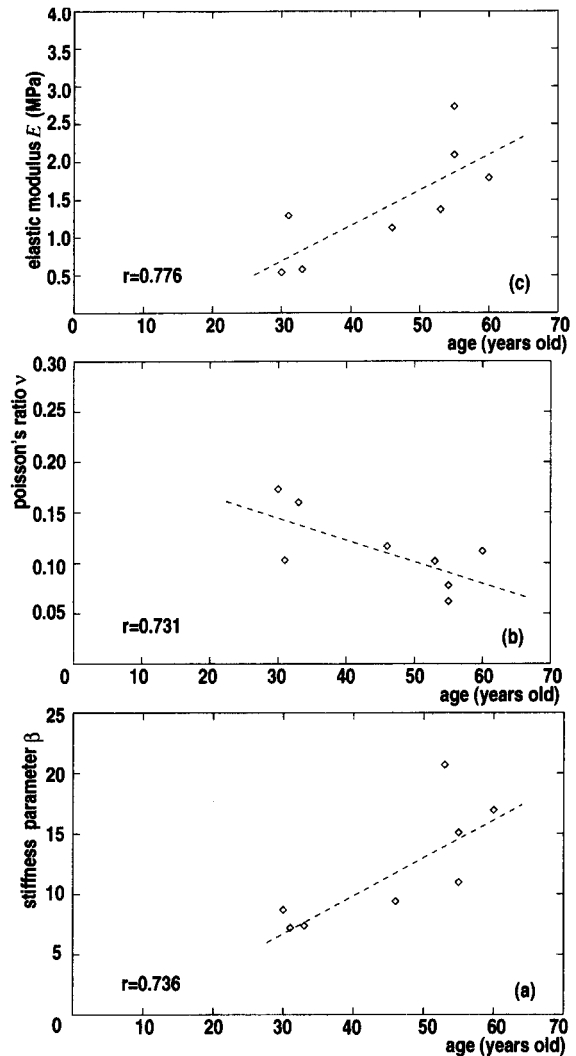 4.0
3.5
3.0
2.5
2.0
1.5
1.0
0.5
elastic modulus E (MPa)
r=0.776
(c)
0 10 20 30 40 50 60 70
age (years old)
0.30
0.25
0.20
0.15
0.10
0.05
poisson's ratio ν
r=0.731
(b)
0 10 20 30 40 50 60 70
age (years old)
25
20
15
10
5
0
stiffness parameter β
r=0.736
(a)
10 20 30 40 50 60 70
age (years old)